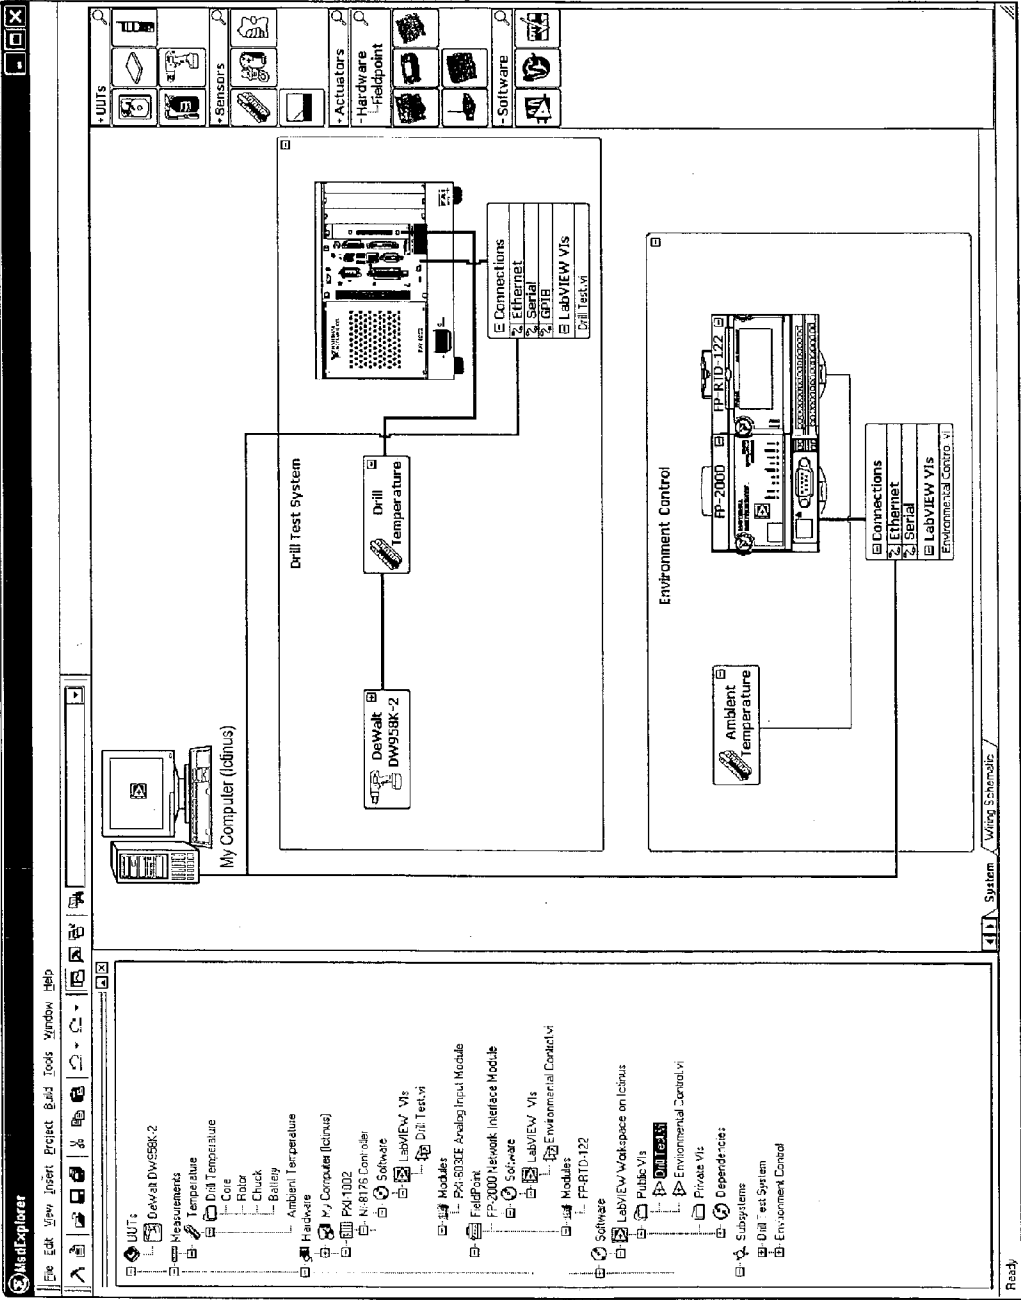 MsdExplorer
File Edit View Insert Project Build Tools Window Help
UUTs
DeWalt DW958K-2
Measurements
Temperature
Drill Temperature
Core
Rotor
Chuck
Battery
Ambient Temperature
Hardware
My Computer (Ictinus)
PXI-1002
NI-8176 Controller
Software
LabVIEW VIs
Drill Test.vi
Modules
PXI-6030E Analog Input Module
FieldPoint
FP-2000 Network Interface Module
Software
LabVIEW VIs
Environmental Control.vi
Modules
FP-RTD-122
Software
LabVIEW Workspace on Ictinus
Public VIs
Drill Test.vi
Environmental Control.vi
Private VIs
Dependencies
Subsystems
Drill Test System
Environment Control
My Computer (Ictinus)
Drill Test System
DeWalt
DW958K-2
Drill
Temperature
Connections
Ethernet
Serial
GPIB
LabVIEW VIs
Drill Test.vi
Environment Control
Ambient
Temperature
FP-2000
FP-RTD-122
Connections
Ethernet
Serial
LabVIEW VIs
Environmental Control.vi
System
Wiring Schematic
+UUTs
+Sensors
+Actuators
-Hardware
Fieldpoint
-Software
Ready